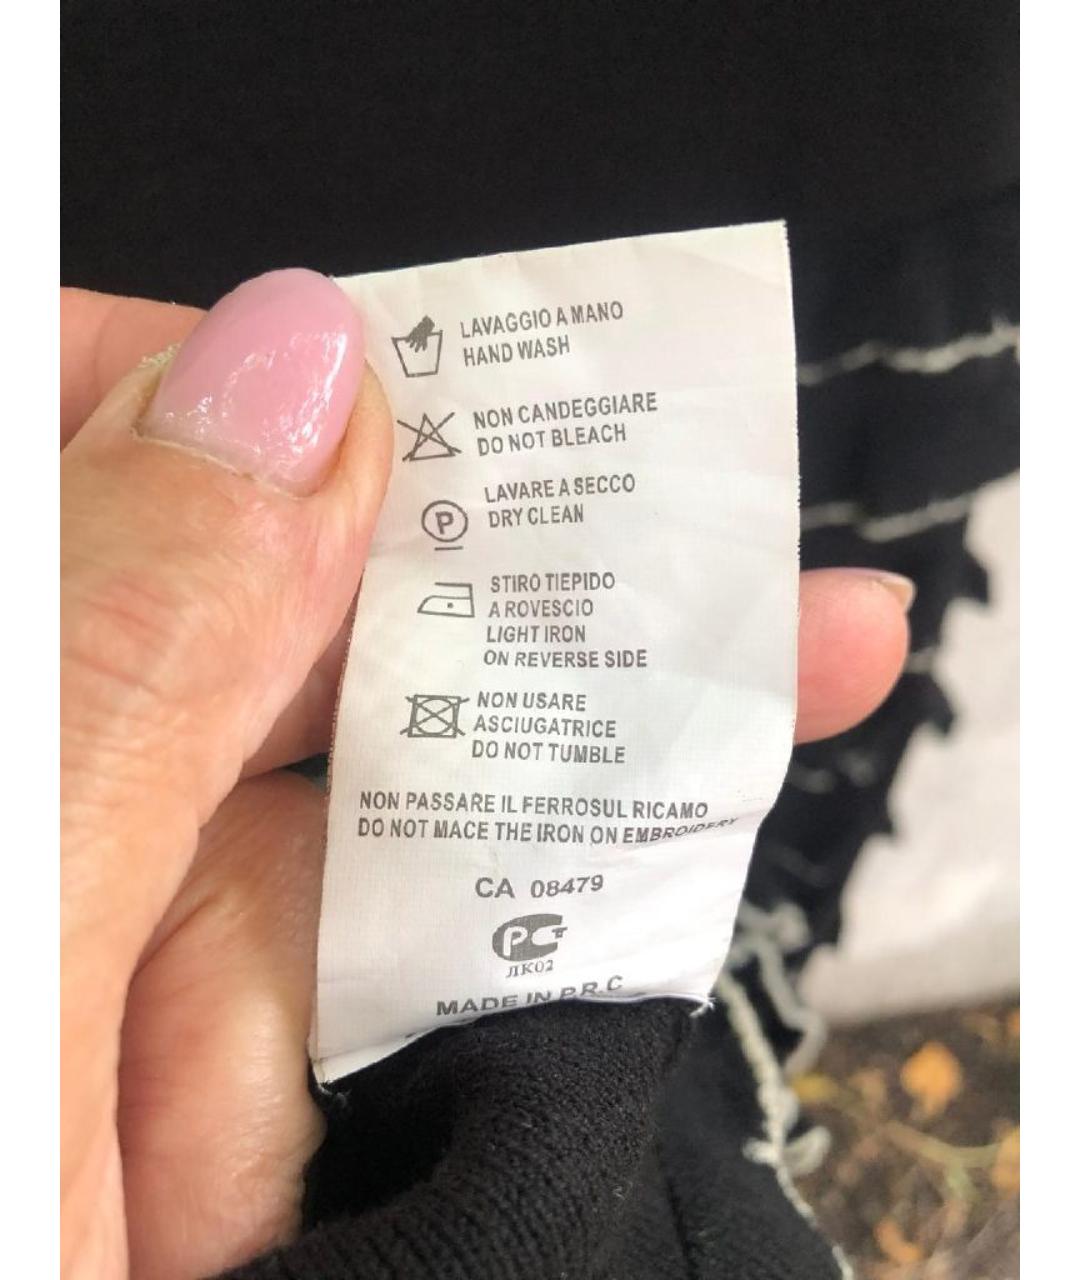 LAVAGGIO A MANO
HAND WASH
NON CANDEGGIARE
DO NOT BLEACH
P
LAVARE A SECCO
DRY CLEAN
STIRO TIEPIDO
A ROVESCIO
LIGHT IRON
ON REVERSE SIDE
NON USARE
ASCIUGATRICE
DO NOT TUMBLE
NON PASSARE IL FERROSUL RICAMO
DO NOT MACE THE IRON ON EMBROIDERY
CA 08479
РСТ
ЛК02
MADE IN P.R.C